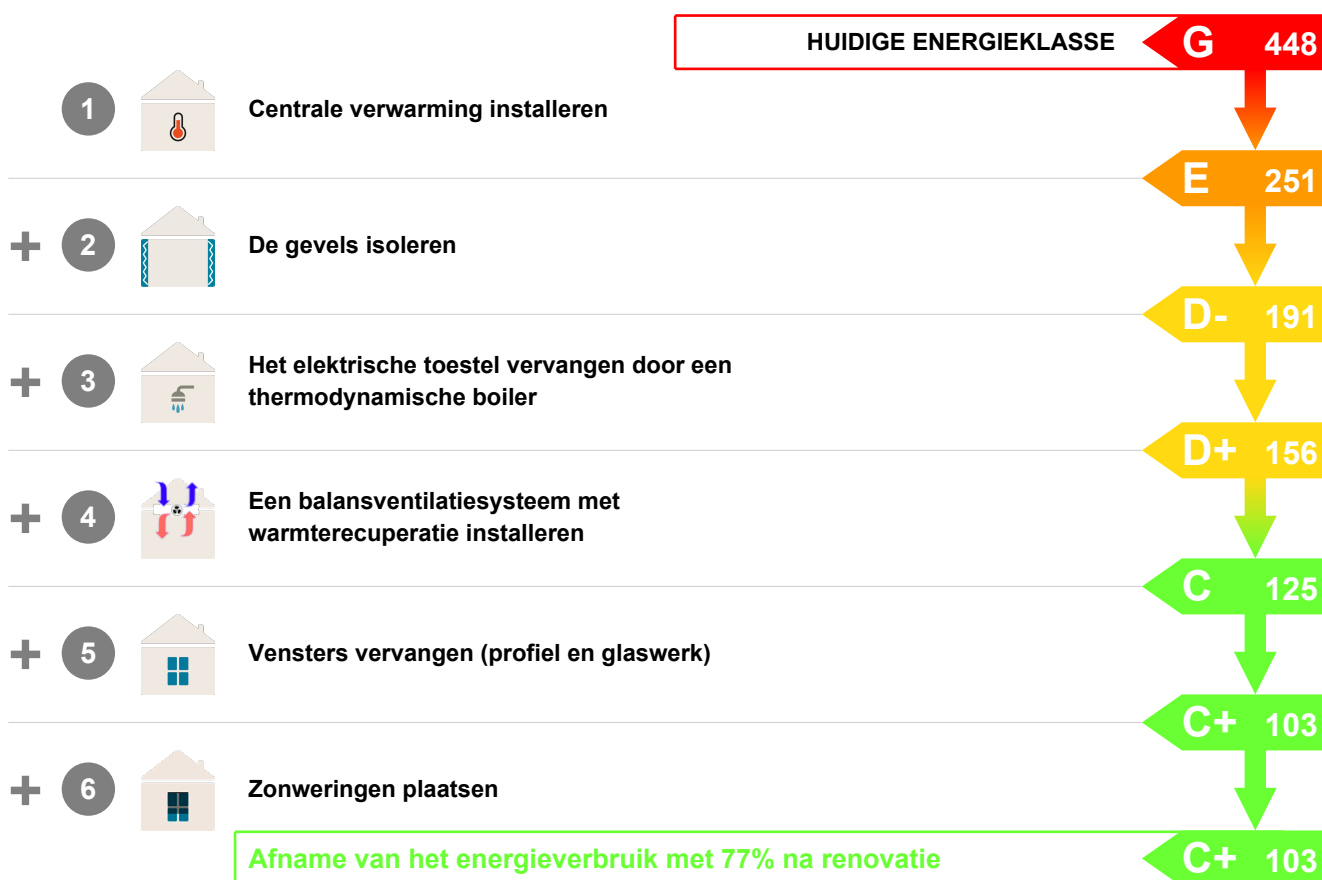 HUIDIGE ENERGIEKLASSE G 448
1 Centrale verwarming installeren
E 251
+ 2 De gevels isoleren
D- 191
+ 3 Het elektrische toestel vervangen door een
thermodynamische boiler
D+ 156
+ 4 Een balansventilatiesysteem met
warmterecuperatie installeren
C 125
+ 5 Vensters vervangen (profiel en glaswerk)
C+ 103
+ 6 Zonweringen plaatsen
Afname van het energieverbruik met 77% na renovatie C+ 103